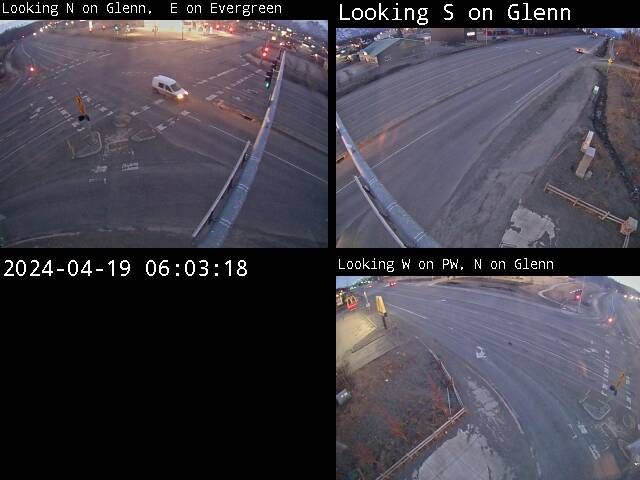 Looking N on Glenn, E on Evergreen
Looking S on Glenn
2024-04-19 06:03:18
Looking W on PW, N on Glenn